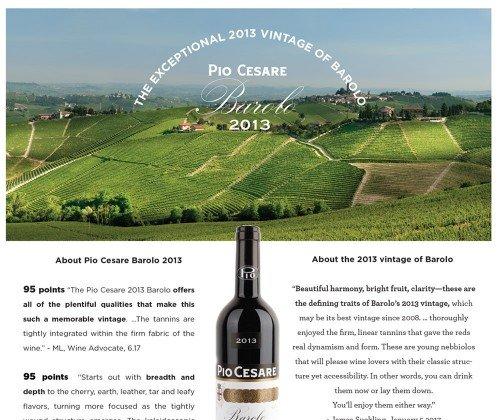 THE EXCEPTIONAL 2013 VINTAGE OF BAROLO
PIO CESARE
Barolo
2013
About Pio Cesare Barolo 2013
95 points “The Pio Cesare 2013 Barolo offers
all of the plentiful qualities that make this
such a memorable vintage. ...The tannins are
tightly integrated within the firm fabric of the
wine.” - ML, Wine Advocate, 6.17
95 points “Starts out with breadth and
depth to the cherry, earth, leather, tar and leafy
flavors, turning more focused as the tightly
PIO
2013
PIO CESARE
Barolo
About the 2013 vintage of Barolo
“Beautiful harmony, bright fruit, clarity—these are
the defining traits of Barolo’s 2013 vintage, which
may be its best vintage since 2008. ... thoroughly
enjoyed the firm, linear tannins that gave the reds
real dynamism and form. These are young nebbiolos
that will please wine lovers with their classic struc-
ture yet accessibility. In other words, you can drink
them now or lay them down.
You’ll enjoy them either way.”